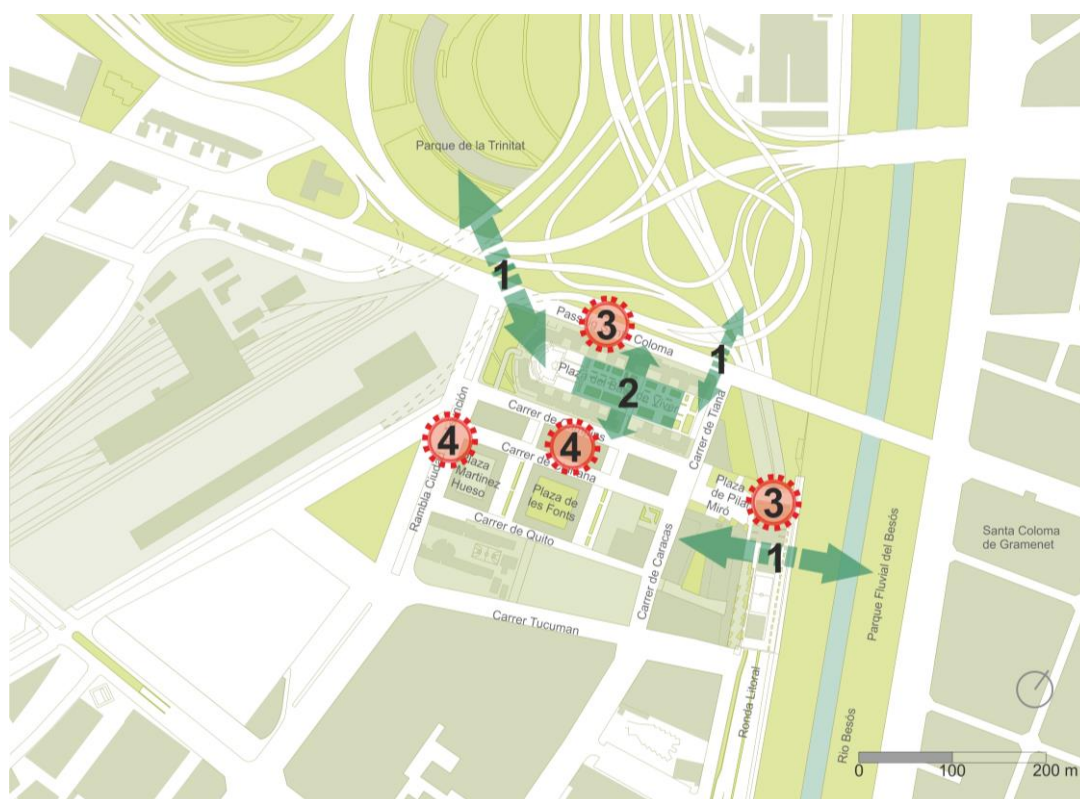 Parque de la Trinitat
1
3
Coloma
1
2
Plaza
4
4
Carrer de
Carrer de
Carrer de Tiana
Plaza
Martinez
Hueso
Plaza de
les Fonts
Plaza
de Pilar
Miró
3
1
Rambla
Carrer de Quito
Carrer de Caracas
Carrer Tucuman
Ronda Litoral
Parque Fluvial del Besós
Río Besós
Santa Coloma
de Gramenet
0
100
200 m